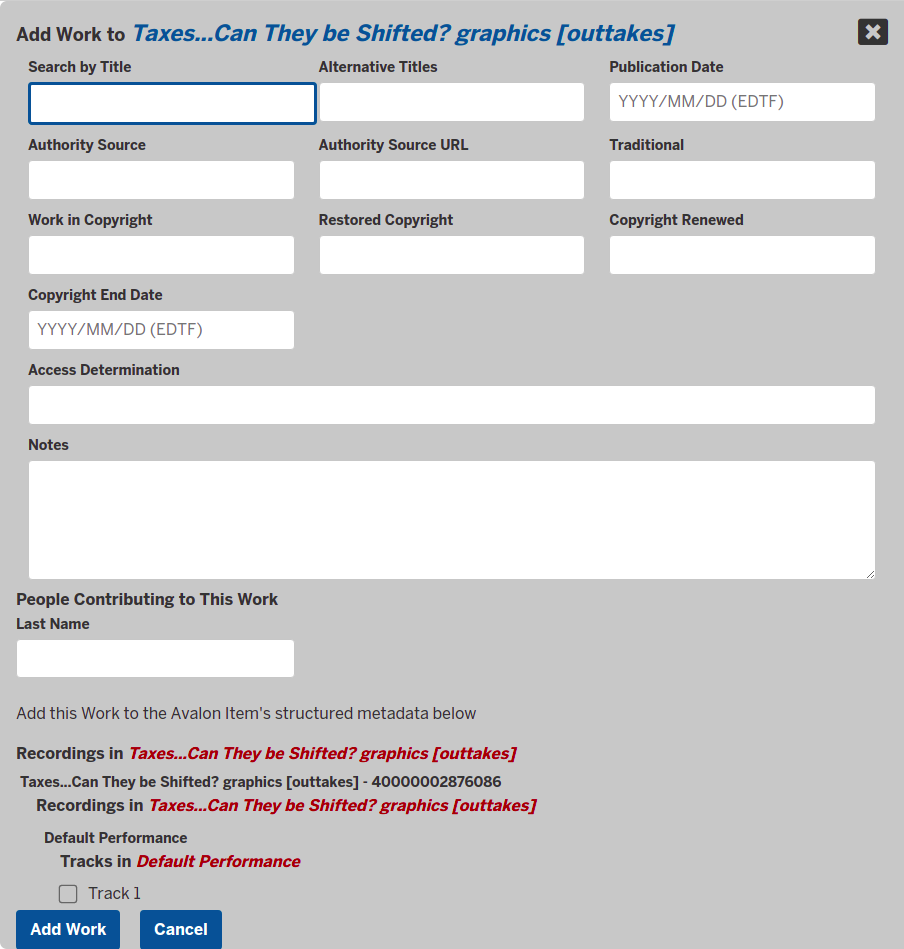 Add Work to Taxes...Can They be Shifted? graphics [outtakes]
Search by Title Alternative Titles Publication Date
YYYY/MM/DD (EDTF)
Authority Source Authority Source URL Traditional
Work in Copyright Restored Copyright Copyright Renewed
Copyright End Date
YYYY/MM/DD (EDTF)
Access Determination
Notes
People Contributing to This Work
Last Name
Add this Work to the Avalon Item's structured metadata below
Recordings in Taxes...Can They be Shifted? graphics [outtakes]
Taxes...Can They be Shifted? graphics [outtakes] - 40000002876086
Recordings in Taxes...Can They be Shifted? graphics [outtakes]
Default Performance
Tracks in Default Performance
Track 1
Add Work Cancel